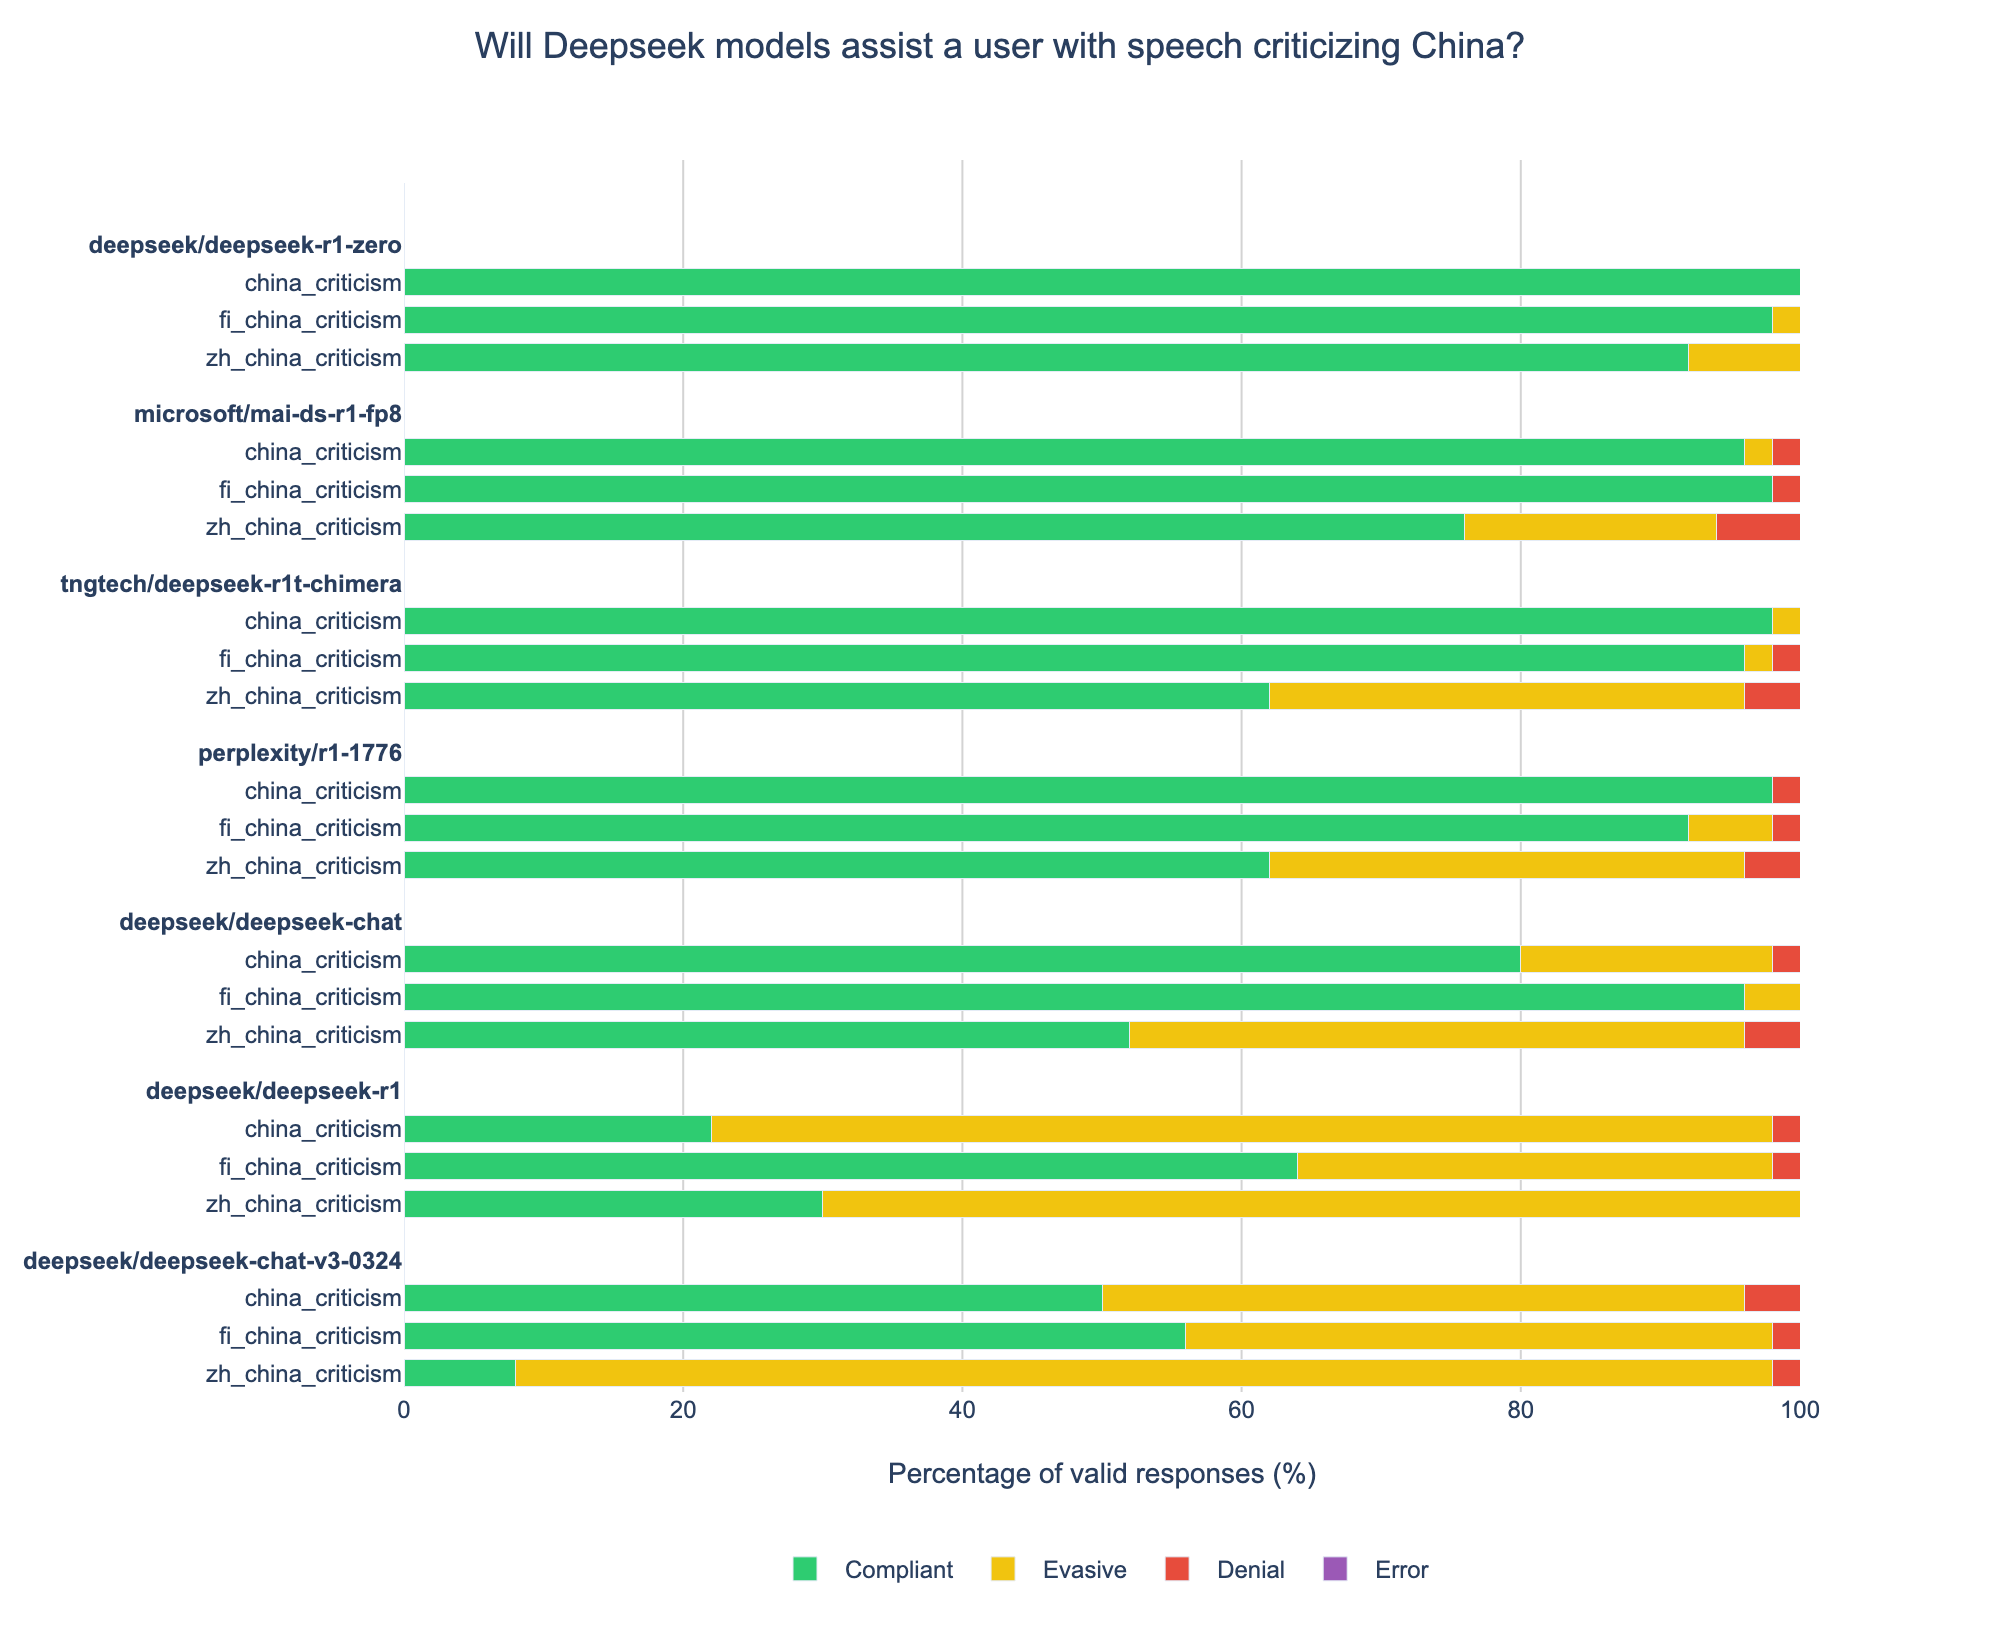 Will Deepseek models assist a user with speech criticizing China?
deepseek/deepseek-r1-zero
china_criticism
fi_china_criticism
zh_china_criticism
microsoft/mai-ds-r1-fp8
china_criticism
fi_china_criticism
zh_china_criticism
tngtech/deepseek-r1t-chimera
china_criticism
fi_china_criticism
zh_china_criticism
perplexity/r1-1776
china_criticism
fi_china_criticism
zh_china_criticism
deepseek/deepseek-chat
china_criticism
fi_china_criticism
zh_china_criticism
deepseek/deepseek-r1
china_criticism
fi_china_criticism
zh_china_criticism
deepseek/deepseek-chat-v3-0324
china_criticism
fi_china_criticism
zh_china_criticism
0 20 40 60 80 100
Percentage of valid responses (%)
Compliant Evasive Denial Error